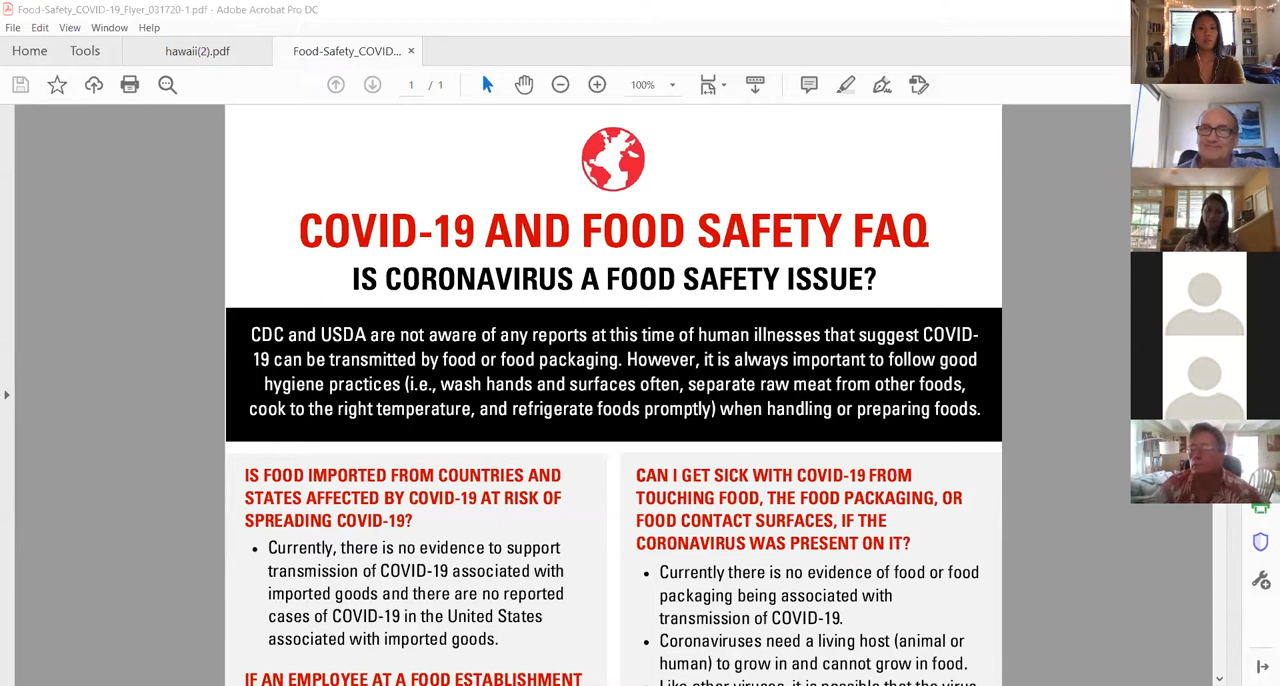 Food-Safety_COVID-19_Flyer_031720-1.pdf - Adobe Acrobat Pro DC
File Edit View Window Help
Home Tools hawaii(2).pdf Food-Safety_COVID... ×
1 / 1 100%
COVID-19 AND FOOD SAFETY FAQ
IS CORONAVIRUS A FOOD SAFETY ISSUE?
CDC and USDA are not aware of any reports at this time of human illnesses that suggest COVID-
19 can be transmitted by food or food packaging. However, it is always important to follow good
hygiene practices (i.e., wash hands and surfaces often, separate raw meat from other foods,
cook to the right temperature, and refrigerate foods promptly) when handling or preparing foods.
IS FOOD IMPORTED FROM COUNTRIES AND
STATES AFFECTED BY COVID-19 AT RISK OF
SPREADING COVID-19?
• Currently, there is no evidence to support
transmission of COVID-19 associated with
imported goods and there are no reported
cases of COVID-19 in the United States
associated with imported goods.
IF AN EMPLOYEE AT A FOOD ESTABLISHMENT
CAN I GET SICK WITH COVID-19 FROM
TOUCHING FOOD, THE FOOD PACKAGING, OR
FOOD CONTACT SURFACES, IF THE
CORONAVIRUS WAS PRESENT ON IT?
• Currently there is no evidence of food or food
packaging being associated with
transmission of COVID-19.
• Coronaviruses need a living host (animal or
human) to grow in and cannot grow in food.
Like other viruses, it is possible that the virus